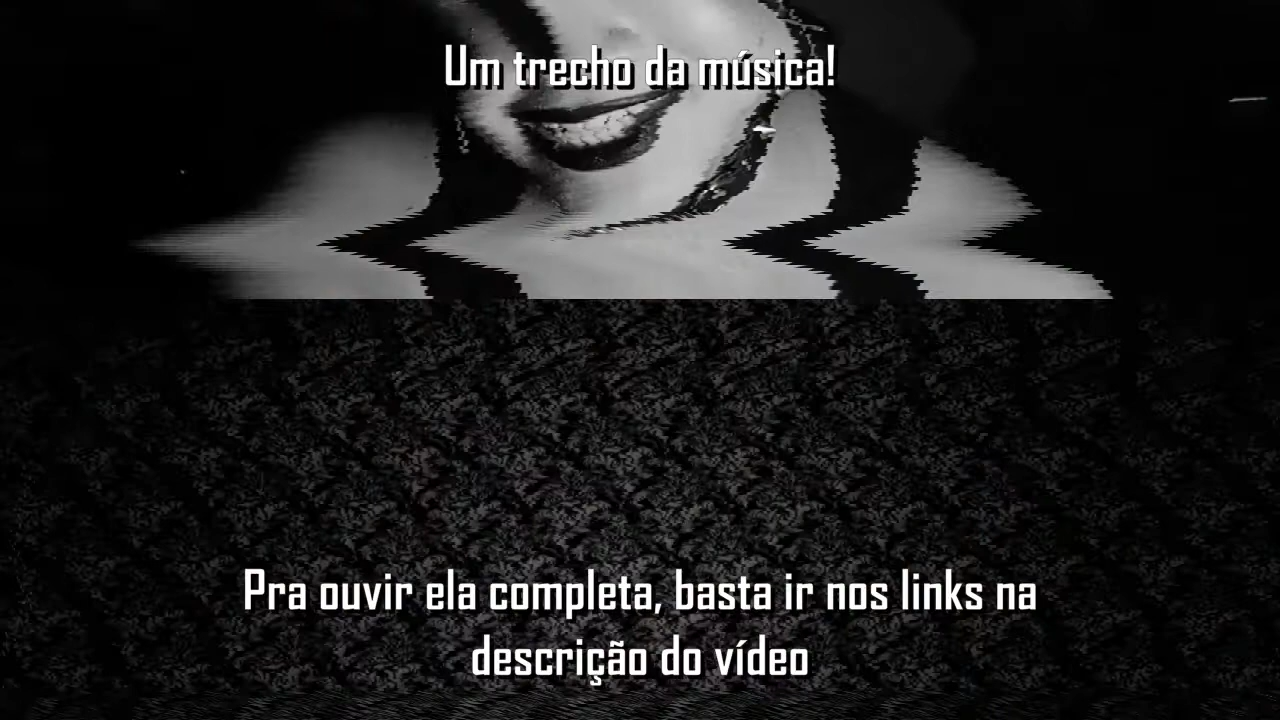 Um trecho da música!
Pra ouvir ela completa, basta ir nos links na
descrição do vídeo